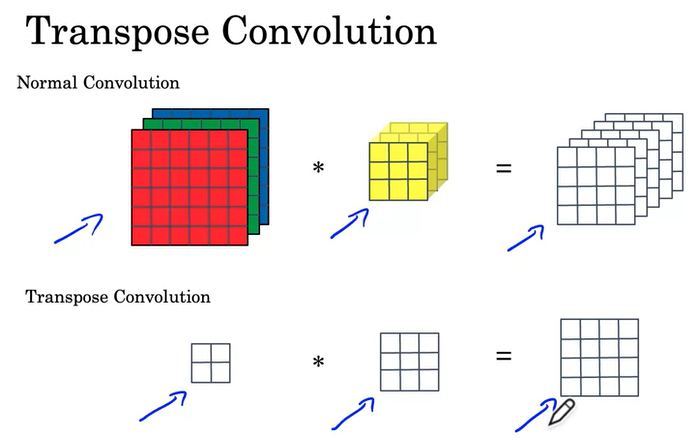 Transpose Convolution
Normal Convolution
* =
Transpose Convolution
* =